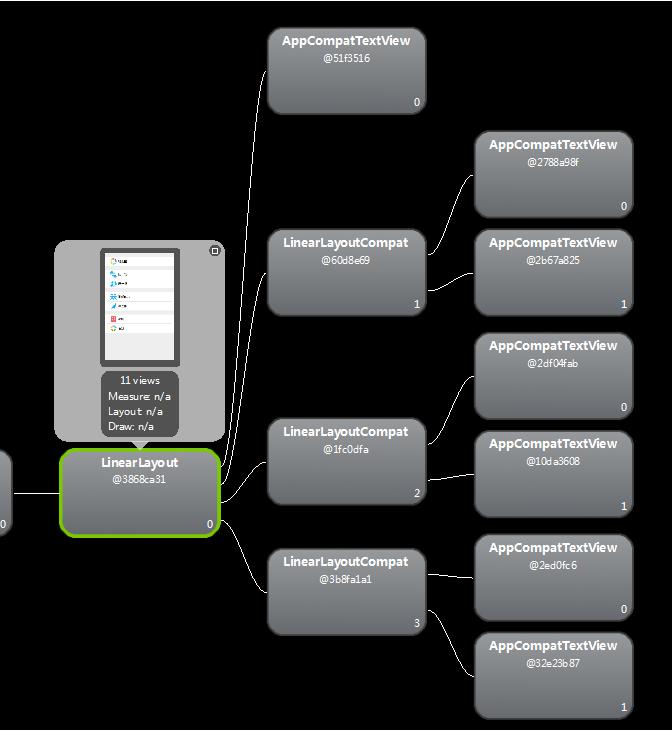 AppCompatTextView
@51f3516
0
AppCompatTextView
@2788a98f
0
LinearLayoutCompat
@60d8e69
1
AppCompatTextView
@2b67a825
1
AppCompatTextView
@2df04fab
0
11 views
Measure: n/a
Layout: n/a
Draw: n/a
LinearLayout
@3868ca31
0
0
LinearLayoutCompat
@1fc0dfa
2
AppCompatTextView
@10da3608
1
LinearLayoutCompat
@3b8fa1a1
3
AppCompatTextView
@2ed0fc6
0
AppCompatTextView
@32e23b87
1